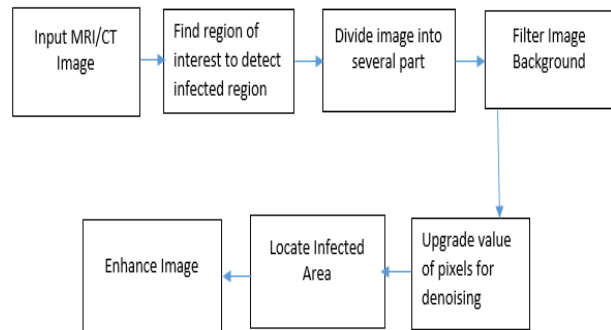 Input MRI/CT
Image
Find region of
interest to detect
infected region
Divide image into
several part
Filter Image
Background
Upgrade value
of pixels for
denoising
Locate Infected
Area
Enhance Image